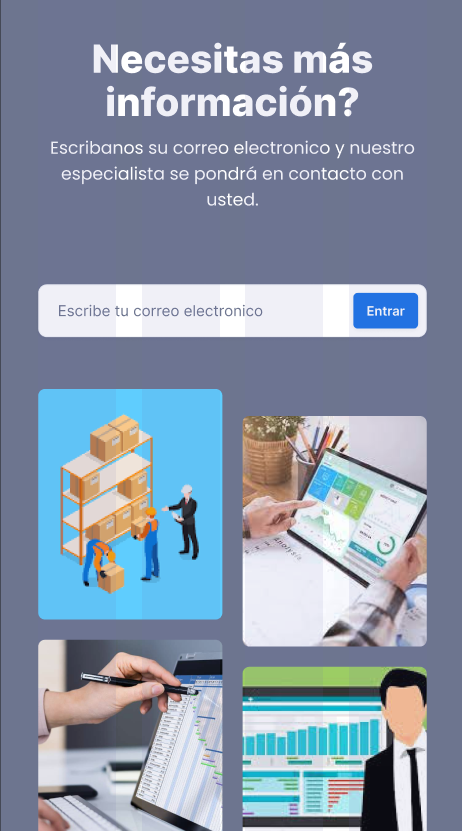 Necesitas más
información?
Escribanos su correo electronico y nuestro
especialista se pondrá en contacto con
usted.
Escribe tu correo electronico
Entrar